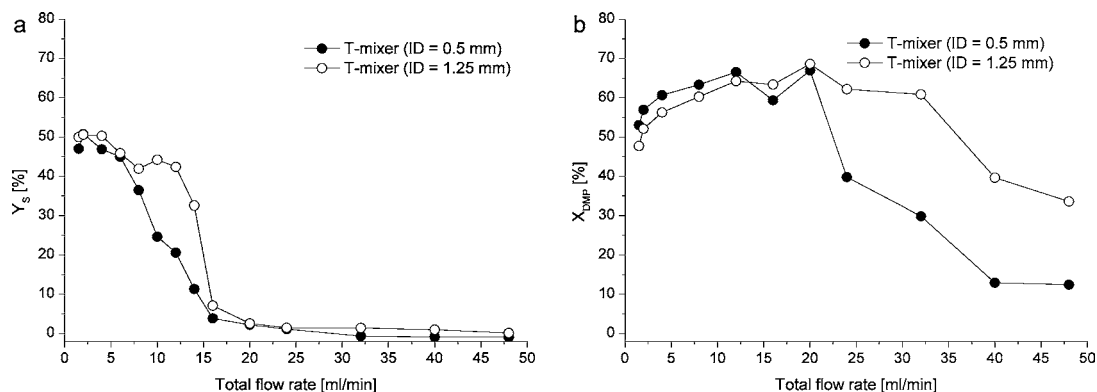 a
80
70
60
50
40
30
20
10
0
Y_S [%]
T-mixer (ID = 0.5 mm)
T-mixer (ID = 1.25 mm)
0 5 10 15 20 25 30 35 40 45 50
Total flow rate [ml/min]
b
80
70
60
50
40
30
20
10
0
X_DMP [%]
T-mixer (ID = 0.5 mm)
T-mixer (ID = 1.25 mm)
0 5 10 15 20 25 30 35 40 45 50
Total flow rate [ml/min]